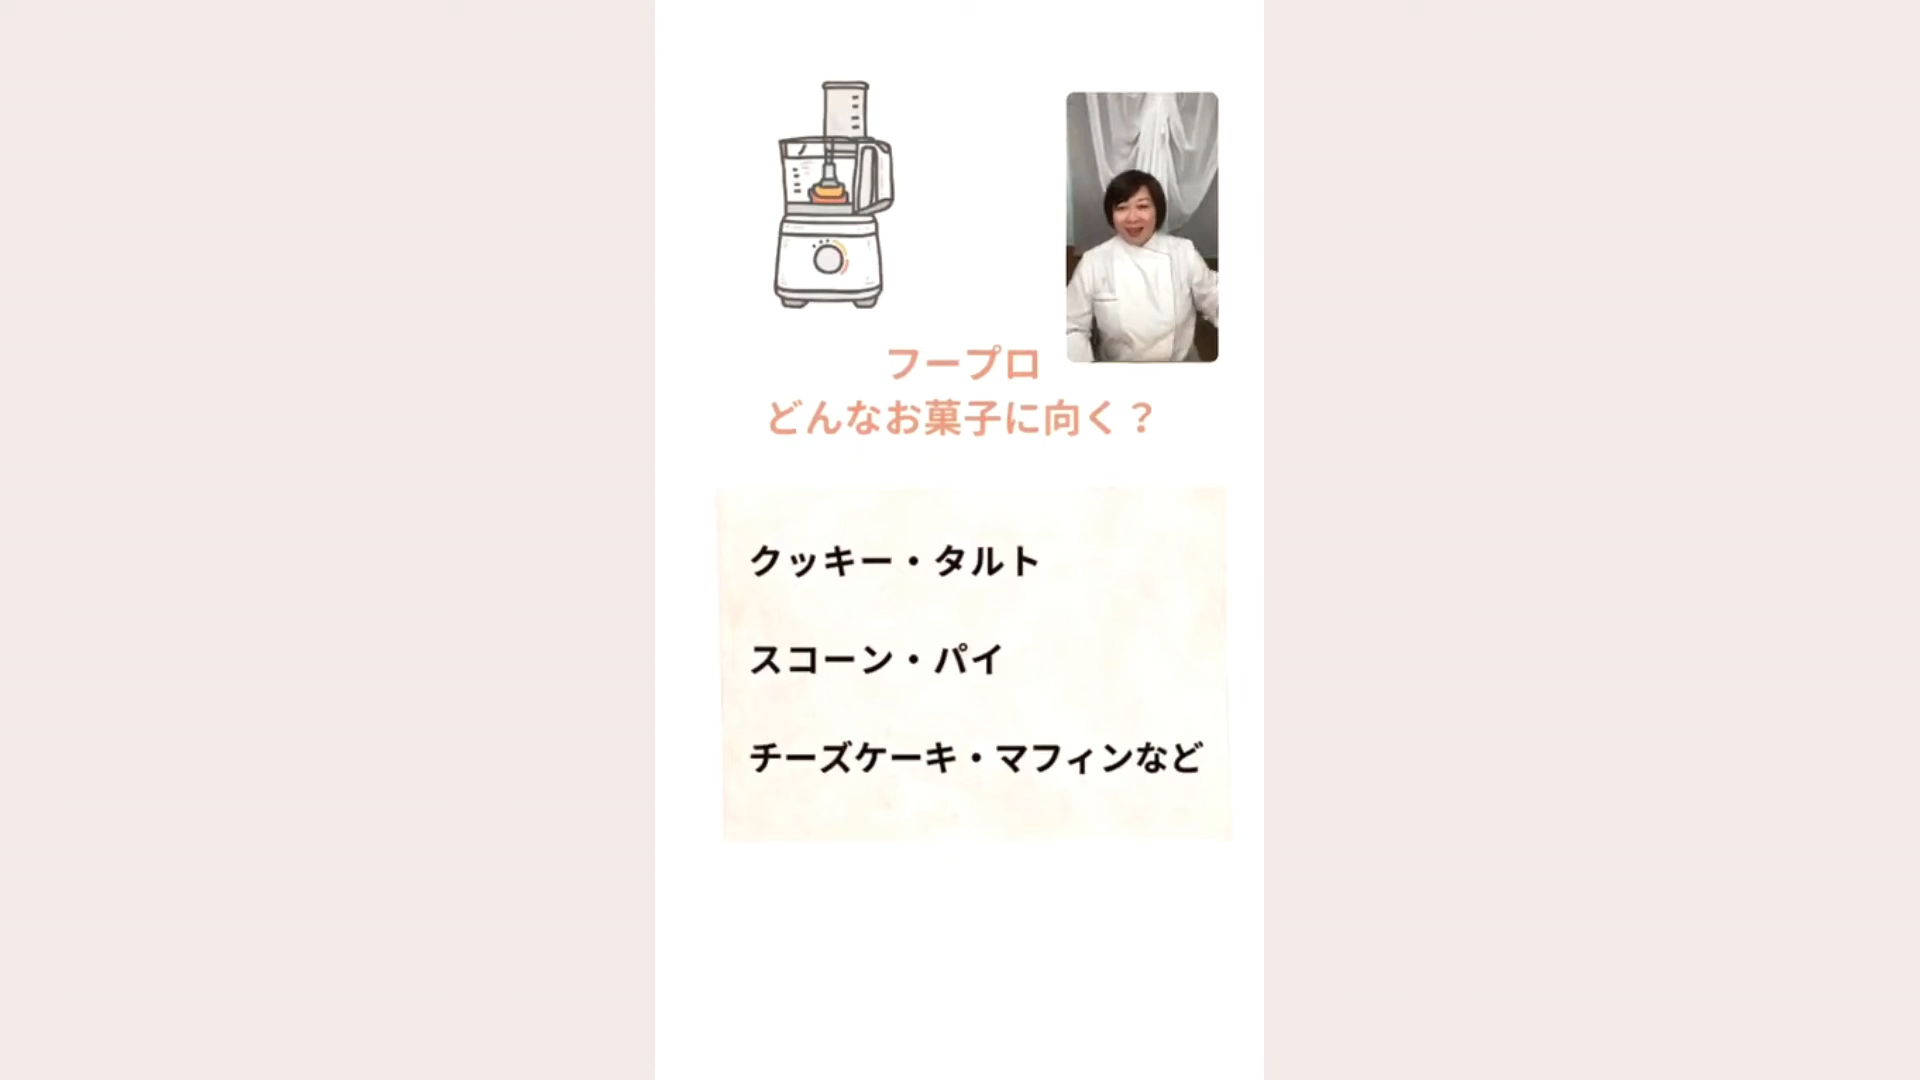 フープロ
どんなお菓子に向く？
クッキー・タルト
スコーン・パイ
チーズケーキ・マフィンなど